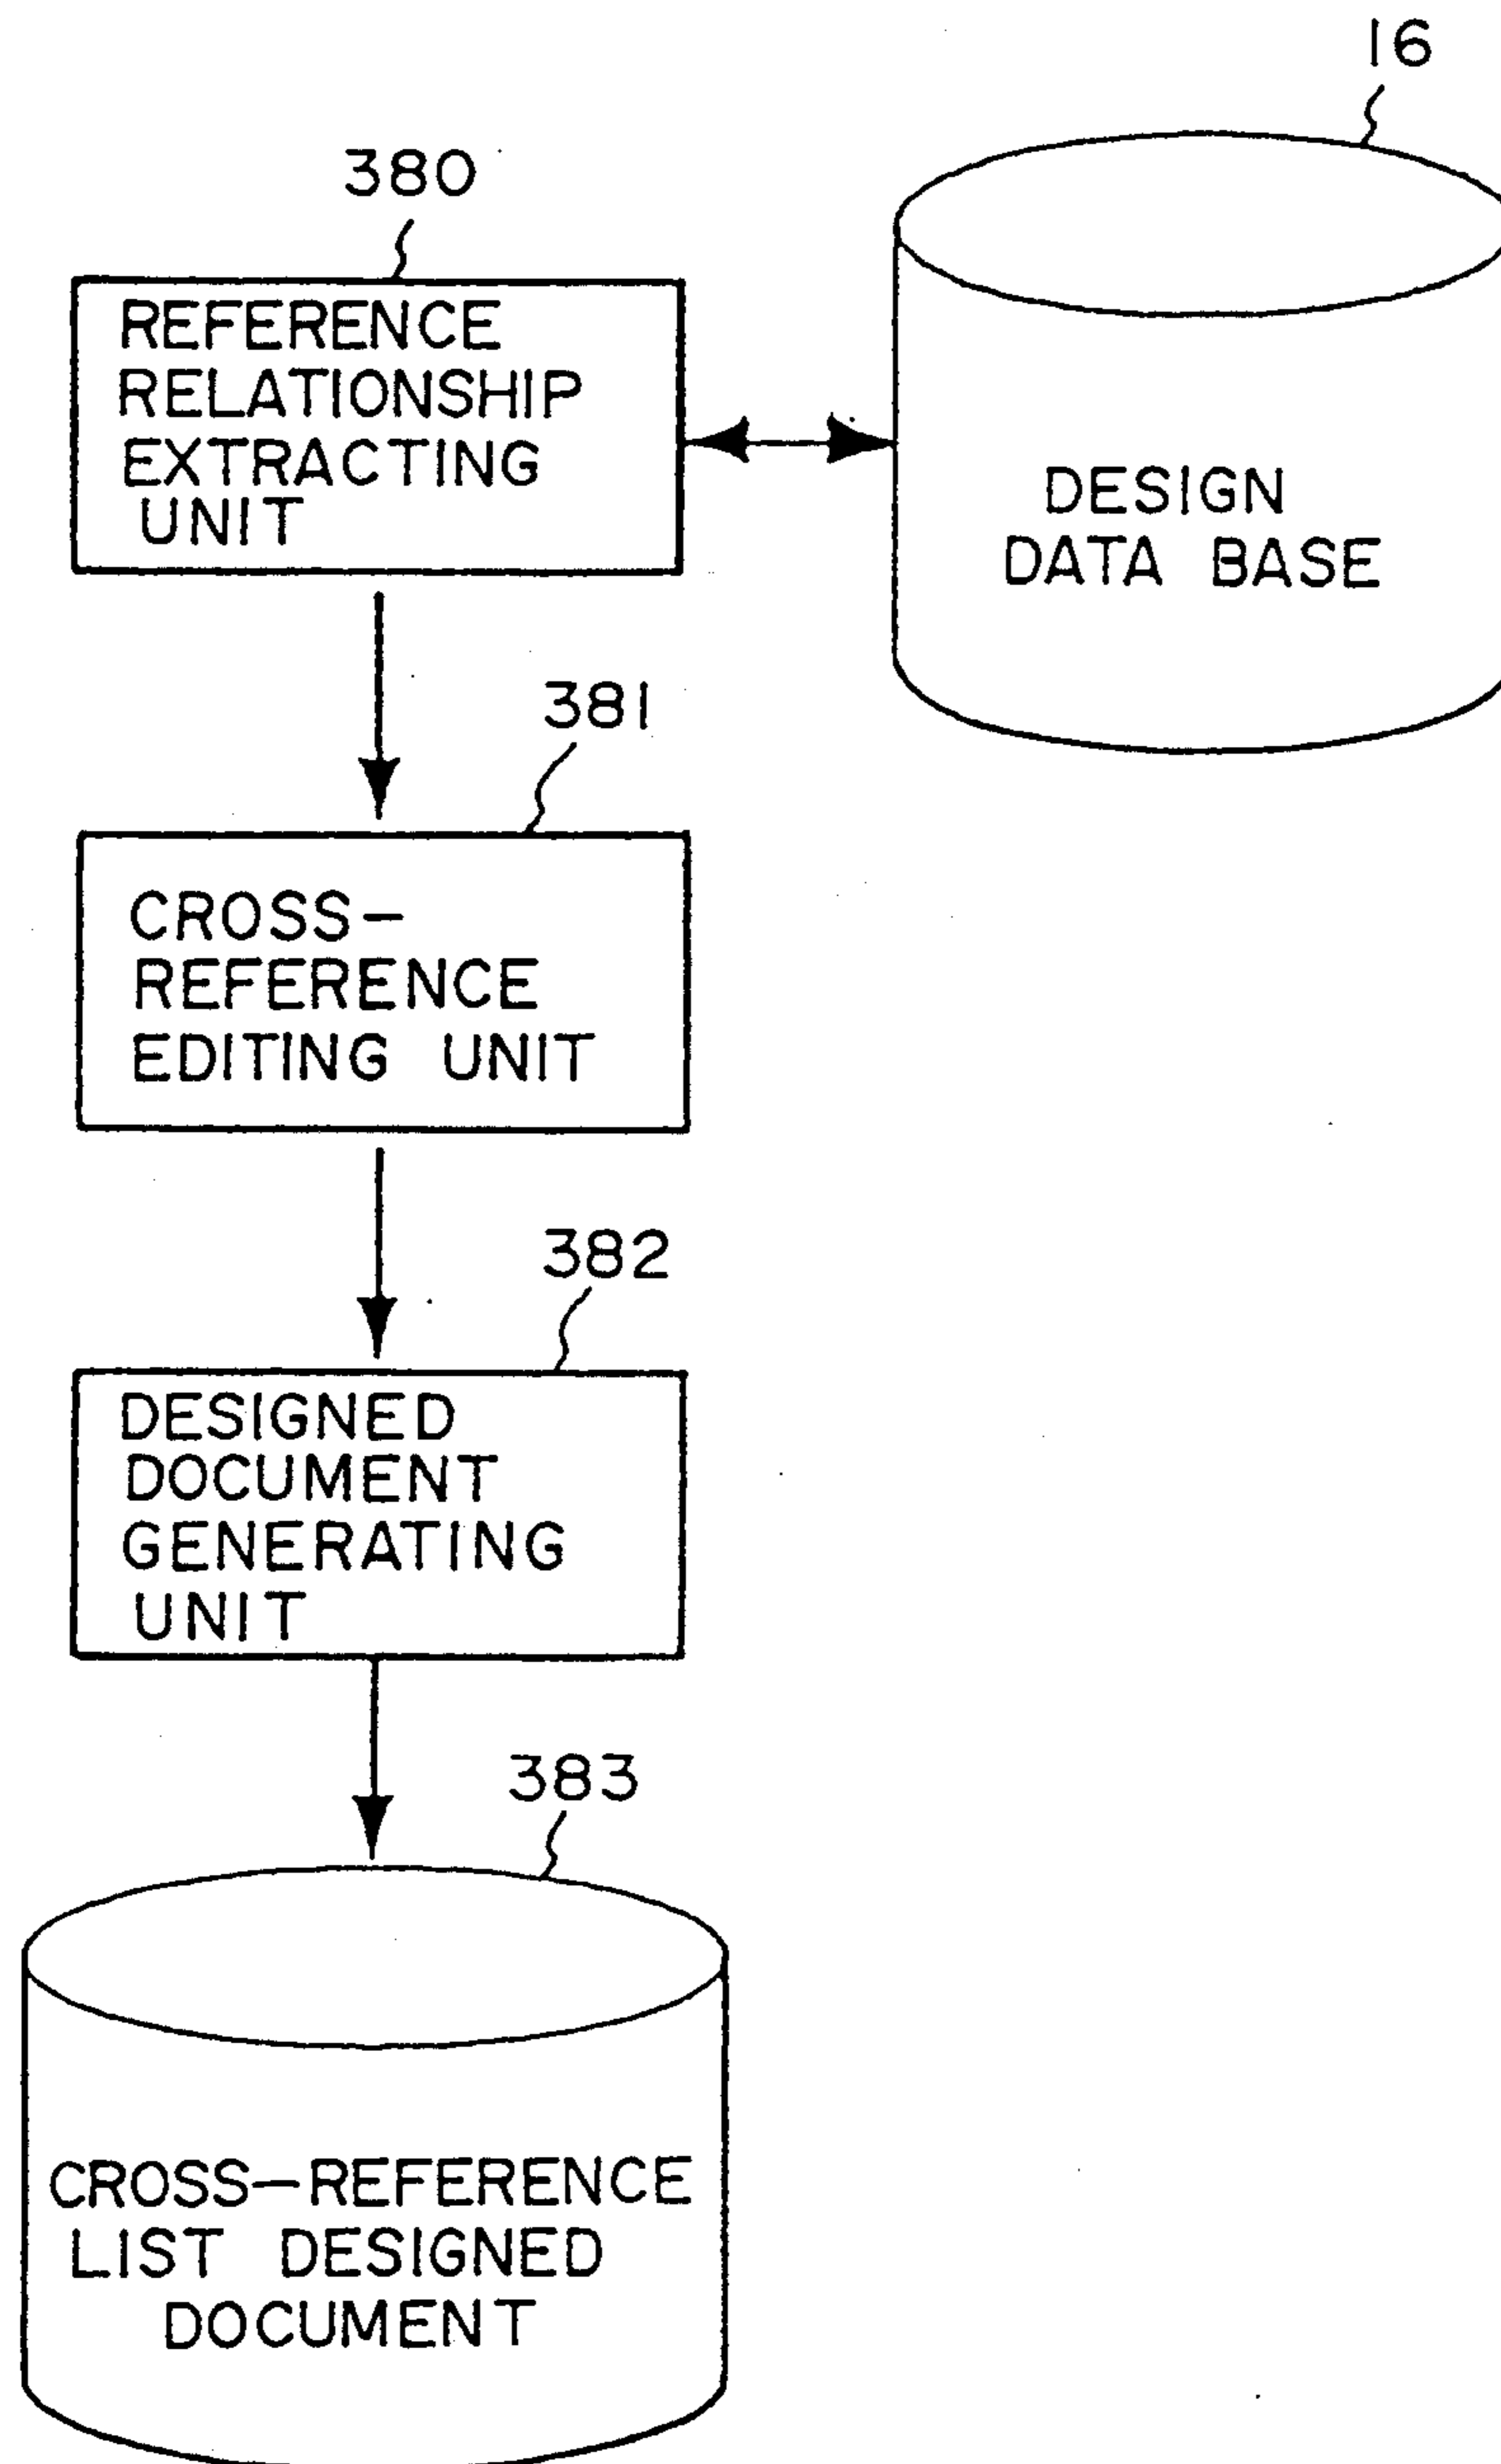 16
380
REFERENCE
RELATIONSHIP
EXTRACTING
UNIT
DESIGN
DATA BASE
381
CROSS-
REFERENCE
EDITING UNIT
382
DESIGNED
DOCUMENT
GENERATING
UNIT
383
CROSS-REFERENCE
LIST DESIGNED
DOCUMENT